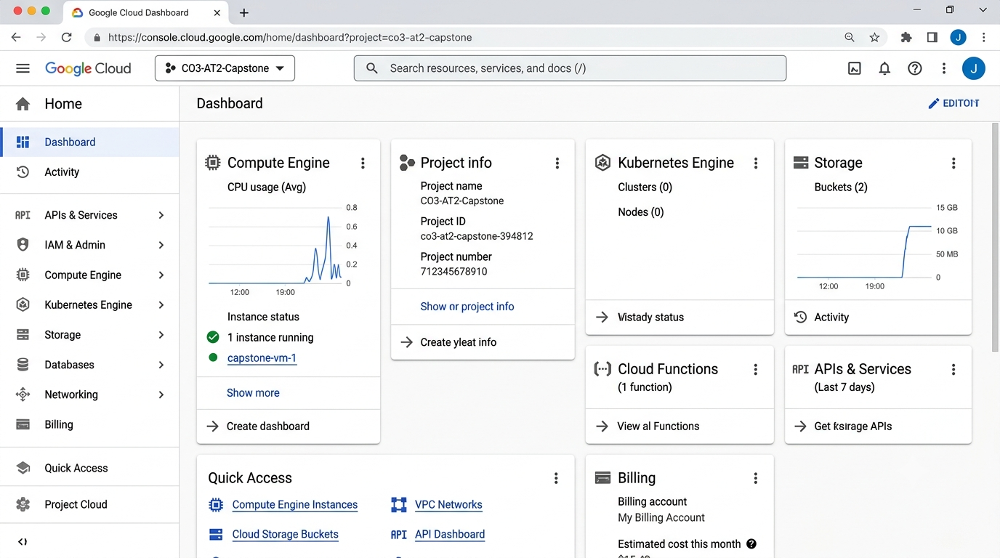 Google Cloud Dashboard
https://console.cloud.google.com/home/dashboard?project=co3-at2-capstone
J
Google Cloud
CO3-AT2-Capstone
Search resources, services, and docs (/)
J
Home
Dashboard
Activity
API APIs & Services
IAM & Admin
Compute Engine
Kubernetes Engine
Storage
Databases
Networking
Billing
Quick Access
Project Cloud
Dashboard
Compute Engine
CPU usage (Avg)
0.8
0.6
0.4
0.2
0
12:00 19:00
Instance status
1 instance running
capstone-vm-1
Show more
Create dashboard
Project info
Project name
CO3-AT2-Capstone
Project ID
co3-at2-capstone-394812
Project number
712345678910
Show or project info
Create yleat info
Kubernetes Engine
Clusters (0)
Nodes (0)
Wistady status
Storage
Buckets (2)
15 GB
10 GB
50 MB
0
12:00 19:00
Activity
Cloud Functions
(1 function)
View al Functions
API APIs & Services
(Last 7 days)
Get Ksirage APIs
Quick Access
Compute Engine Instances
VPC Networks
Cloud Storage Buckets
API API Dashboard
Billing
Billing account
My Billing Account
Estimated cost this month